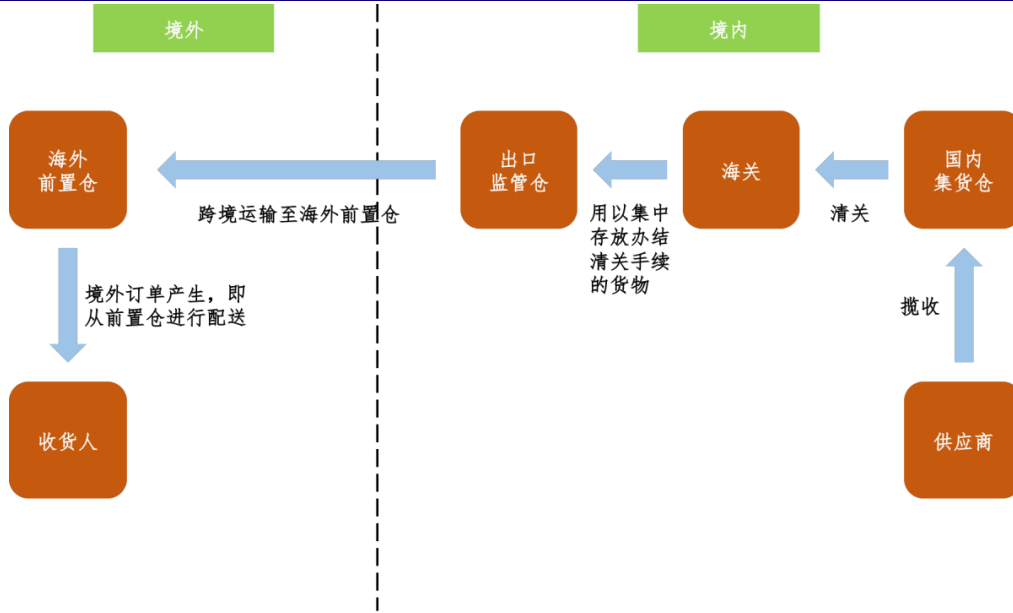 境外
境内
海外
前置仓
出口
监管仓
海关
国内
集货仓
跨境运输至海外前置仓
用以集中
存放办结
清关手续
的货物
清关
境外订单产生，即
从前置仓进行配送
揽收
收货人
供应商